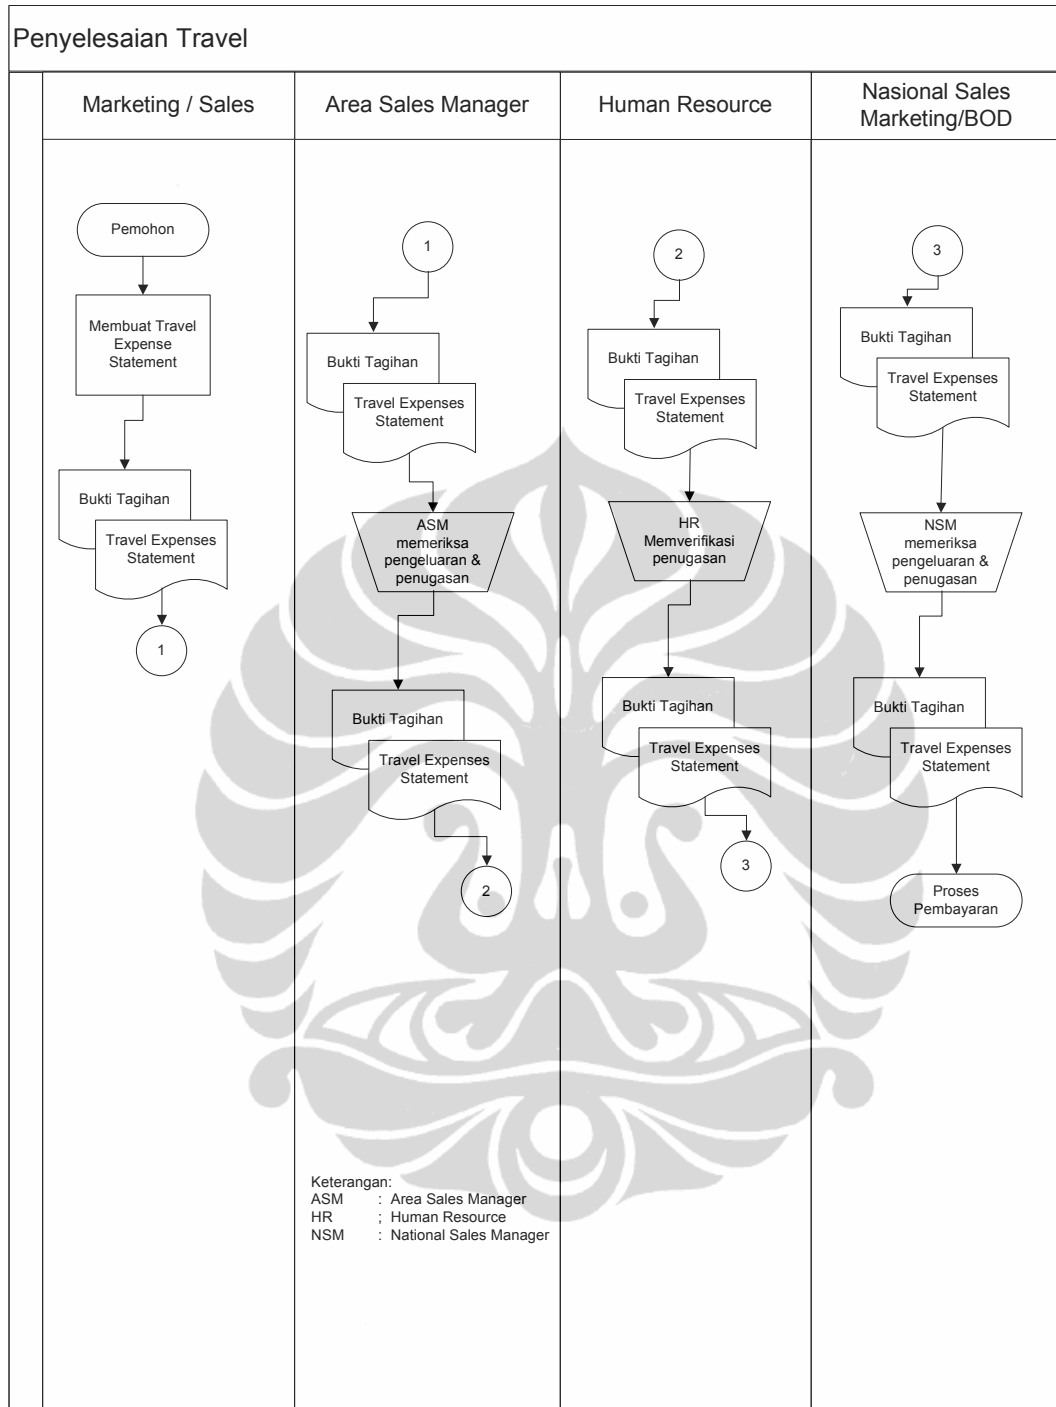 Penyelesaian Travel
Marketing / Sales
Area Sales Manager
Human Resource
Nasional Sales
Marketing/BOD
Pemohon
Membuat Travel
Expense
Statement
Bukti Tagihan
Travel Expenses
Statement
1
1
Bukti Tagihan
Travel Expenses
Statement
ASM
memeriksa
pengeluaran &
penugasan
Bukti Tagihan
Travel Expenses
Statement
2
2
Bukti Tagihan
Travel Expenses
Statement
HR
Memverifikasi
penugasan
Bukti Tagihan
Travel Expenses
Statement
3
3
Bukti Tagihan
Travel Expenses
Statement
NSM
memeriksa
pengeluaran &
penugasan
Bukti Tagihan
Travel Expenses
Statement
Proses
Pembayaran
Keterangan:
ASM : Area Sales Manager
HR ; Human Resource
NSM : National Sales Manager